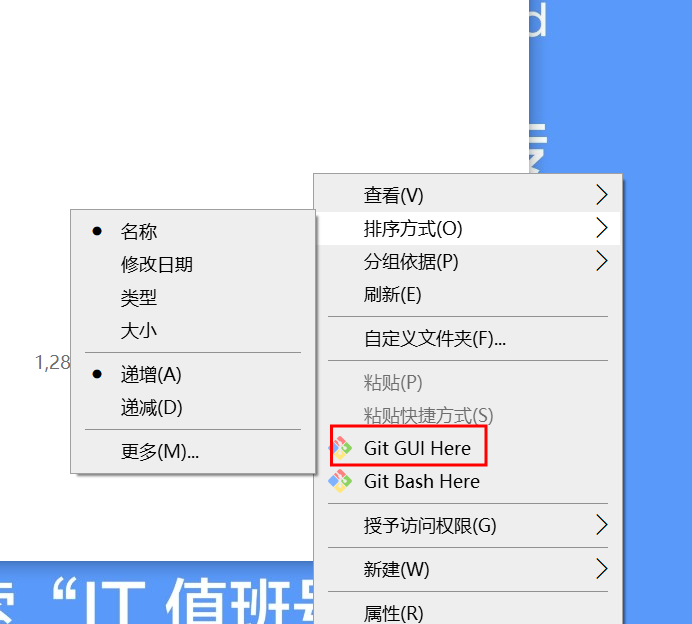 d
查看(V)
排序方式(O)
分组依据(P)
刷新(E)
自定义文件夹(F)...
粘贴(P)
粘贴快捷方式(S)
Git GUI Here
Git Bash Here
授予访问权限(G)
新建(W)
属性(R)
名称
修改日期
类型
大小
递增(A)
递减(D)
更多(M)...
1,28
“IT 值班